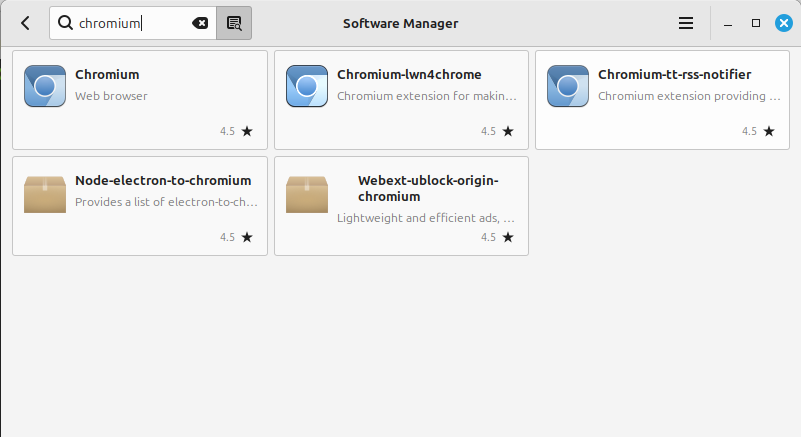 chromium
Software Manager
Chromium
Web browser
4.5
Chromium-lwn4chrome
Chromium extension for makin…
4.5
Chromium-tt-rss-notifier
Chromium extension providing …
4.5
Node-electron-to-chromium
Provides a list of electron-to-ch…
4.5
Webext-ublock-origin-
chromium
Lightweight and efficient ads, …
4.5